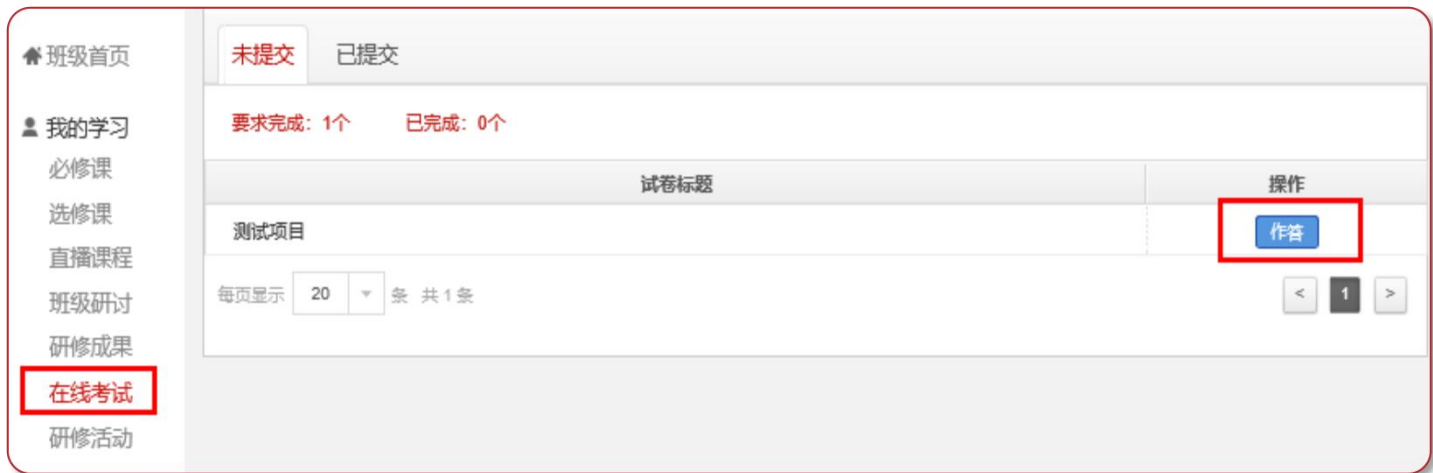 班级首页
我的学习
必修课
选修课
直播课程
班级研讨
研修成果
在线考试
研修活动
未提交 已提交
要求完成：1个 已完成：0个
试卷标题 操作
测试项目 作答
每页显示 20 条 共1条 < 1 >